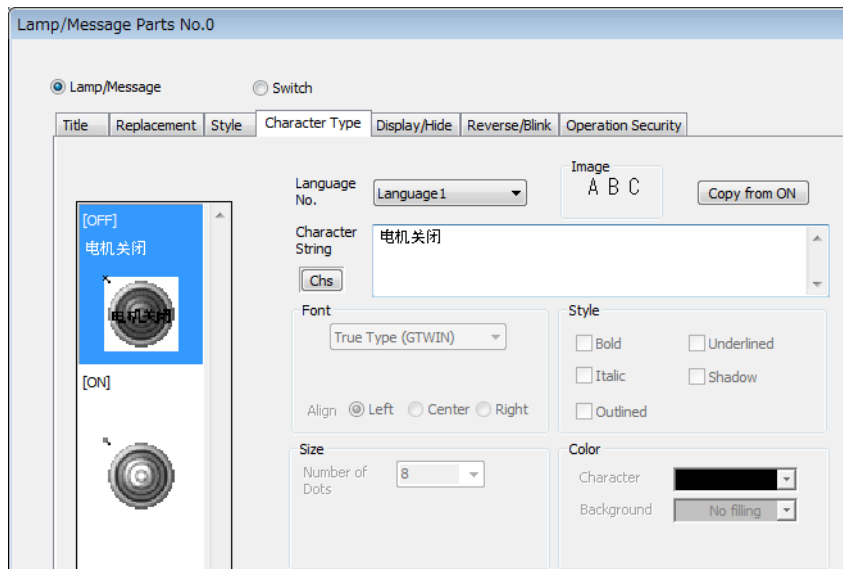 Lamp/Message Parts No.0
Lamp/Message
Switch
Title Replacement Style Character Type Display/Hide Reverse/Blink Operation Security
Language No.
Language1
Image
A B C
Copy from ON
Character String
电机关闭
Chs
[OFF]
电机关闭
电机关闭
[ON]
Font
True Type (GTWIN)
Align Left Center Right
Style
Bold Underlined
Italic Shadow
Outlined
Size
Number of Dots
8
Color
Character
Background No filling